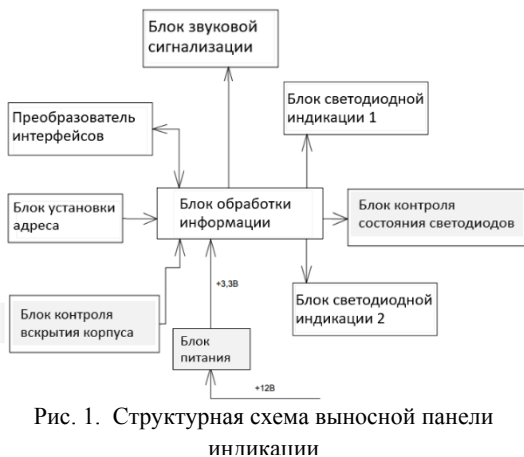 Блок звуковой
сигнализации
Блок светодиодной
индикации 1
Преобразователь
интерфейсов
Блок установки
адреса
Блок обработки
информации
Блок контроля
состояния светодиодов
Блок контроля
вскрытия корпуса
+3,3В
Блок
питания
Блок светодиодной
индикации 2
+12В
Рис. 1. Структурная схема выносной панели
индикации